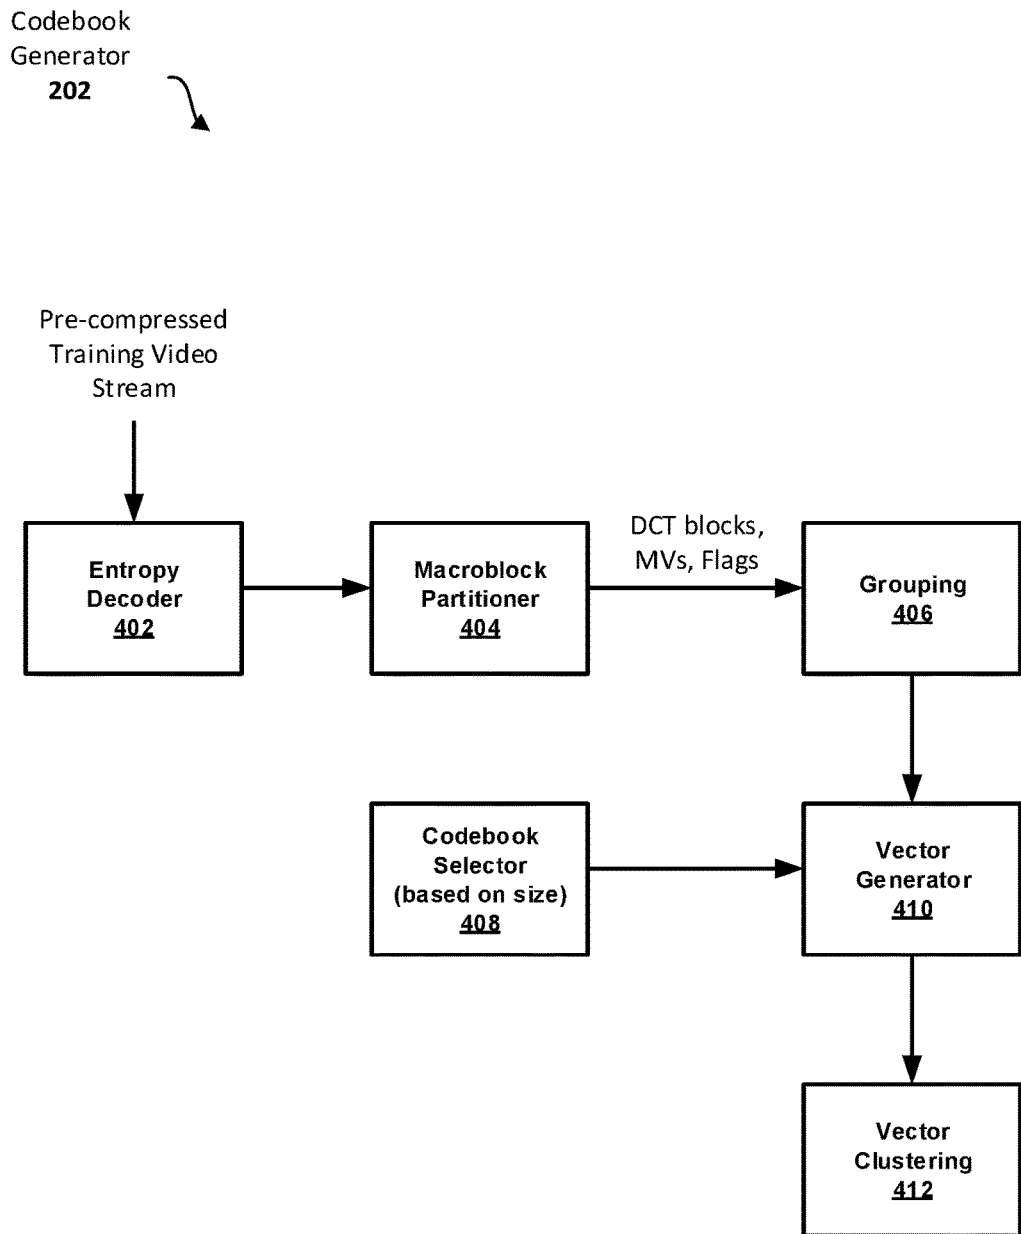 Codebook
Generator
202
Pre-compressed
Training Video
Stream
Entropy
Decoder
402
Macroblock
Partitioner
404
DCT blocks,
MVs, Flags
Grouping
406
Codebook
Selector
(based on size)
408
Vector
Generator
410
Vector
Clustering
412